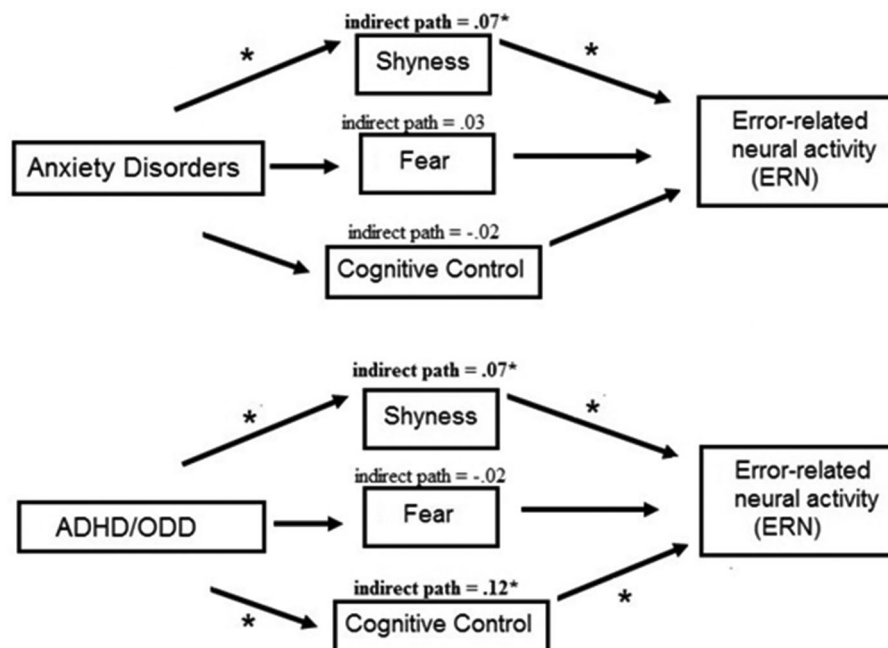 indirect path = .07*
*
Shyness
*
indirect path = .03
Anxiety Disorders
Fear
Error-related
neural activity
(ERN)
indirect path = -.02
Cognitive Control
indirect path = .07*
*
Shyness
*
indirect path = -.02
ADHD/ODD
Fear
Error-related
neural activity
(ERN)
indirect path = .12*
*
Cognitive Control
*